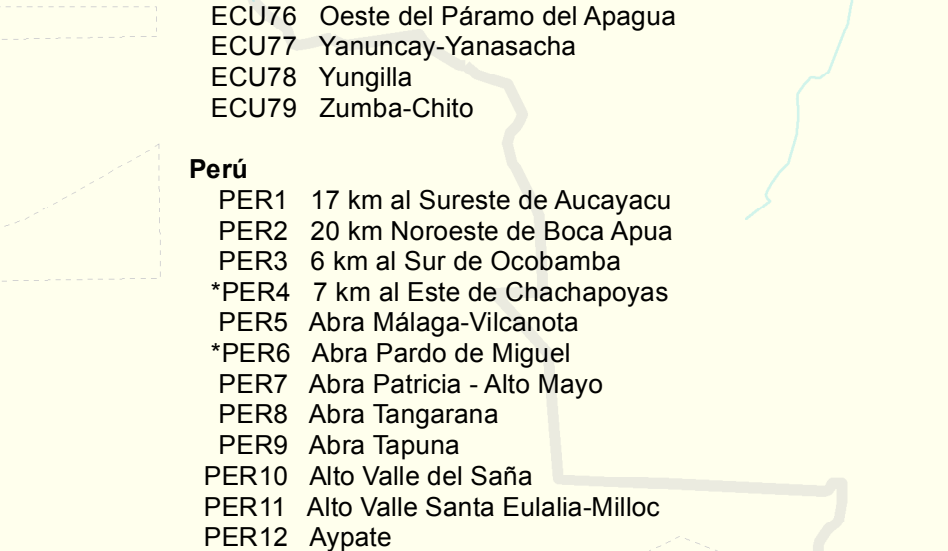 ECU76 Oeste del Páramo del Apagua
ECU77 Yanuncay-Yanasacha
ECU78 Yungilla
ECU79 Zumba-Chito
Perú
PER1 17 km al Sureste de Aucayacu
PER2 20 km Noroeste de Boca Apua
PER3 6 km al Sur de Ocobamba
*PER4 7 km al Este de Chachapoyas
PER5 Abra Málaga-Vilcanota
*PER6 Abra Pardo de Miguel
PER7 Abra Patricia - Alto Mayo
PER8 Abra Tangarana
PER9 Abra Tapuna
PER10 Alto Valle del Saña
PER11 Alto Valle Santa Eulalia-Milloc
PER12 Aypate